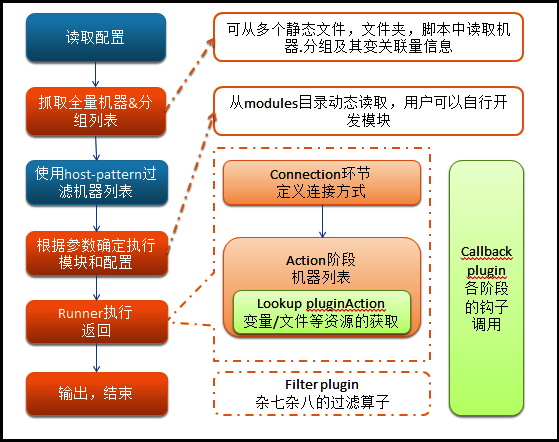 读取配置
抓取全量机器&分
组列表
使用host-pattern过
滤机器列表
根据参数确定执行
模块和配置
Runner执行
返回
输出，结束
可从多个静态文件，文件夹，脚本中读取机
器.分组及其变关联量信息
从modules目录动态读取，用户可以自行开
发模块
Connection环节
定义连接方式
Action阶段
机器列表
Lookup pluginAction
变量/文件等资源的获取
Filter plugin
杂七杂八的过滤算子
Callback
plugin
各阶段
的钩子
调用